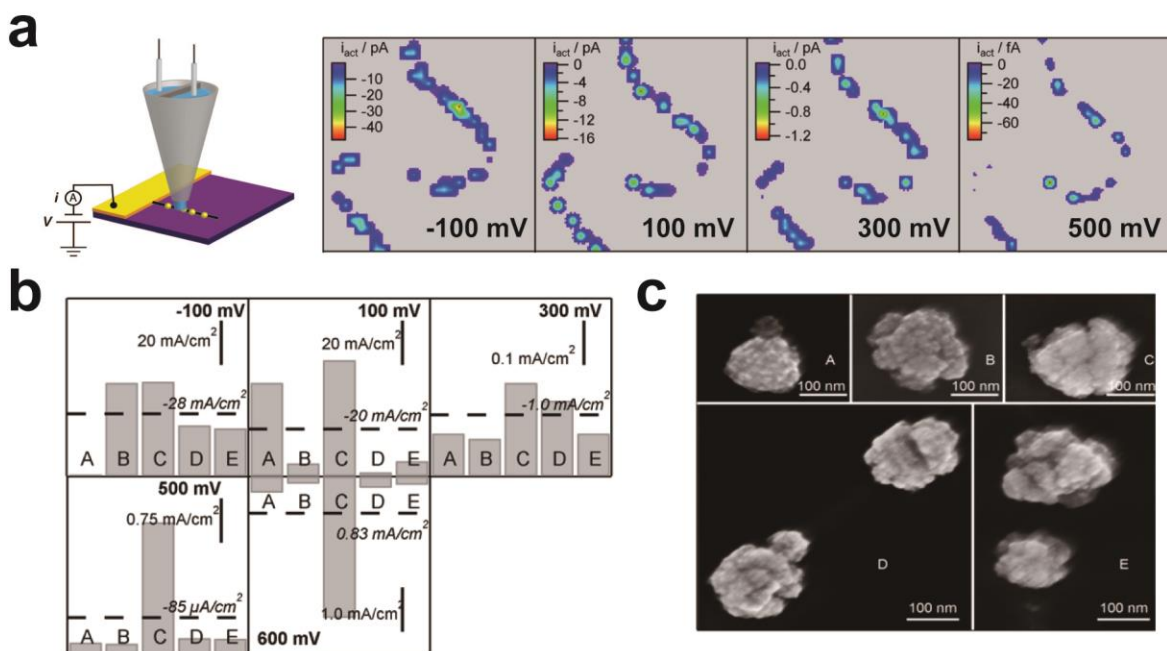 a
i
A
V
i_act / pA
-10
-20
-30
-40
-100 mV
i_act / pA
0
-4
-8
-12
-16
100 mV
i_act / pA
0.0
-0.4
-0.8
-1.2
300 mV
i_act / fA
0
-20
-40
-60
500 mV
b
-100 mV
20 mA/cm²
-28 mA/cm²
A B C D E
100 mV
20 mA/cm²
-20 mA/cm²
A B C D E
300 mV
0.1 mA/cm²
-1.0 mA/cm²
A B C D E
500 mV
0.75 mA/cm²
-85 µA/cm²
A B C D E
A B C D E
0.83 mA/cm²
1.0 mA/cm²
600 mV
c
A
100 nm
B
100 nm
C
100 nm
D
100 nm
E
100 nm